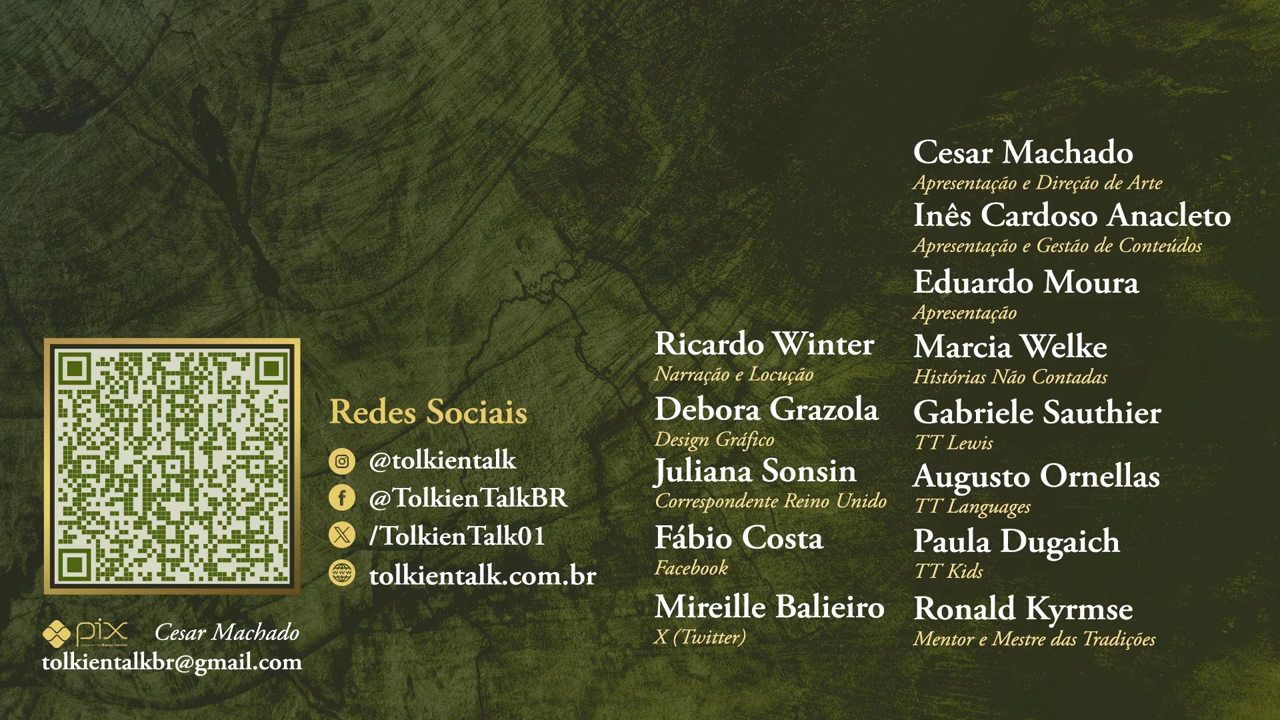 pix
Cesar Machado
tolkientalkbr@gmail.com
Redes Sociais
@tolkientalk
@TolkienTalkBR
/TolkienTalk01
tolkientalk.com.br
Ricardo Winter
Narração e Locução
Debora Grazola
Design Gráfico
Juliana Sonsin
Correspondente Reino Unido
Fábio Costa
Facebook
Mireille Balieiro
X (Twitter)
Cesar Machado
Apresentação e Direção de Arte
Inês Cardoso Anacleto
Apresentação e Gestão de Conteúdos
Eduardo Moura
Apresentação
Marcia Welke
Histórias Não Contadas
Gabriele Sauthier
TT Lewis
Augusto Ornellas
TT Languages
Paula Dugaich
TT Kids
Ronald Kyrmse
Mentor e Mestre das Tradições